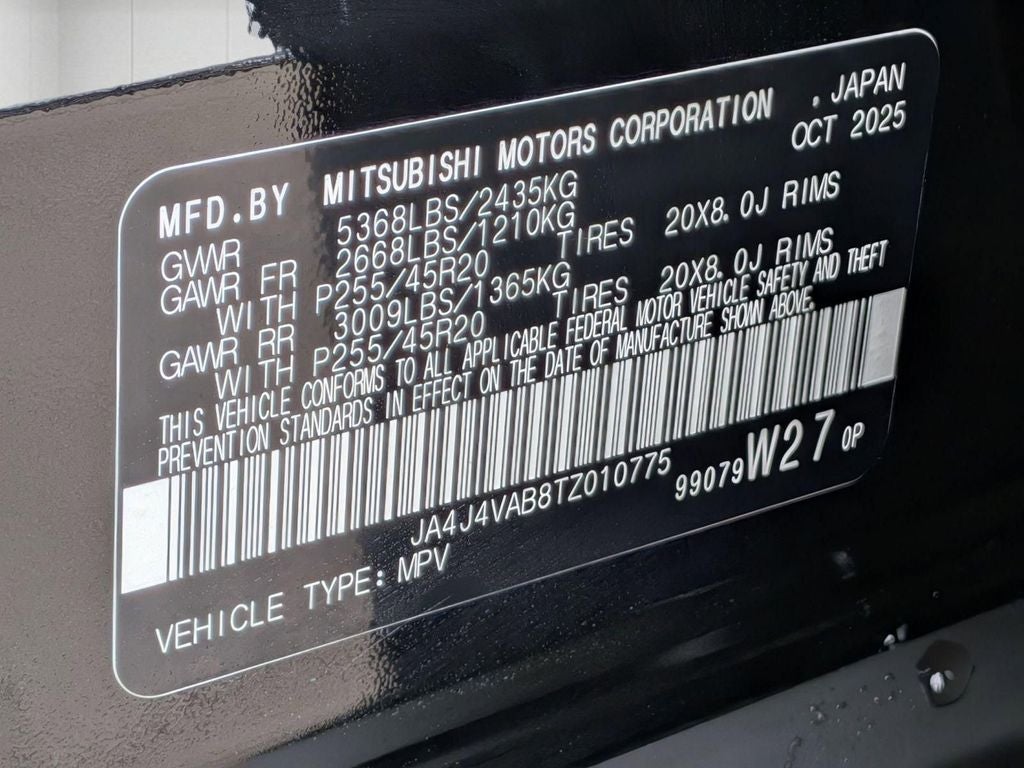 MFD.BY MITSUBISHI MOTORS CORPORATION . JAPAN
GVWR 5368LBS/2435KG OCT 2025
GAWR FR 2668LBS/1210KG
WITH P255/45R20 TIRES 20X8.0J RIMS
GAWR RR 3009LBS/1365KG
WITH P255/45R20 TIRES 20X8.0J RIMS
THIS VEHICLE CONFORMS TO ALL APPLICABLE FEDERAL MOTOR VEHICLE SAFETY AND THEFT
PREVENTION STANDARDS IN EFFECT ON THE DATE OF MANUFACTURE SHOWN ABOVE.
JA4J4VAB8TZ010775 99079 W27 0P
VEHICLE TYPE: MPV